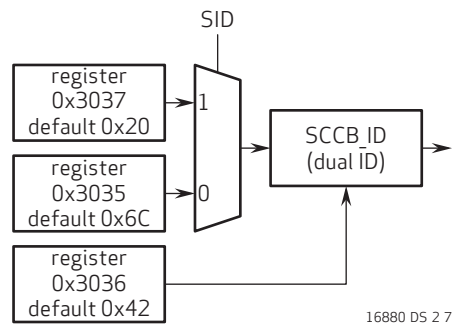 SID
register
0x3037
default 0x20
1
register
0x3035
default 0x6C
0
SCCB_ID
(dual ID)
register
0x3036
default 0x42
16880 DS 2 7